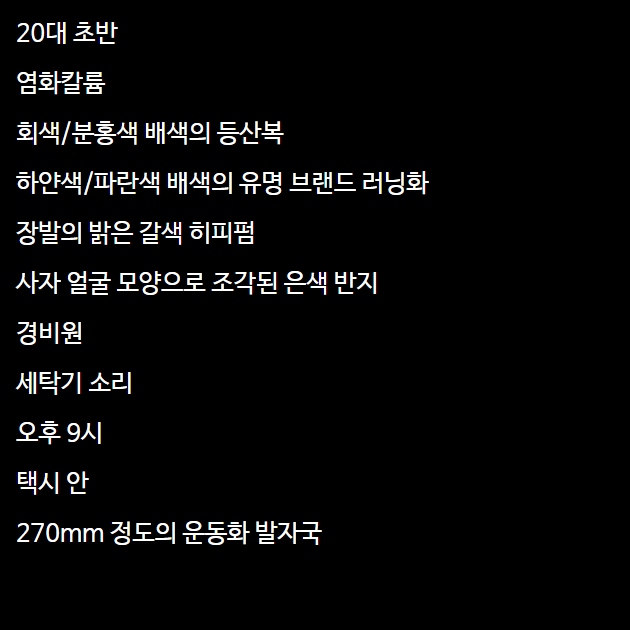 20대 초반
염화칼륨
회색/분홍색 배색의 등산복
하얀색/파란색 배색의 유명 브랜드 러닝화
장발의 밝은 갈색 히피펌
사자 얼굴 모양으로 조각된 은색 반지
경비원
세탁기 소리
오후 9시
택시 안
270mm 정도의 운동화 발자국